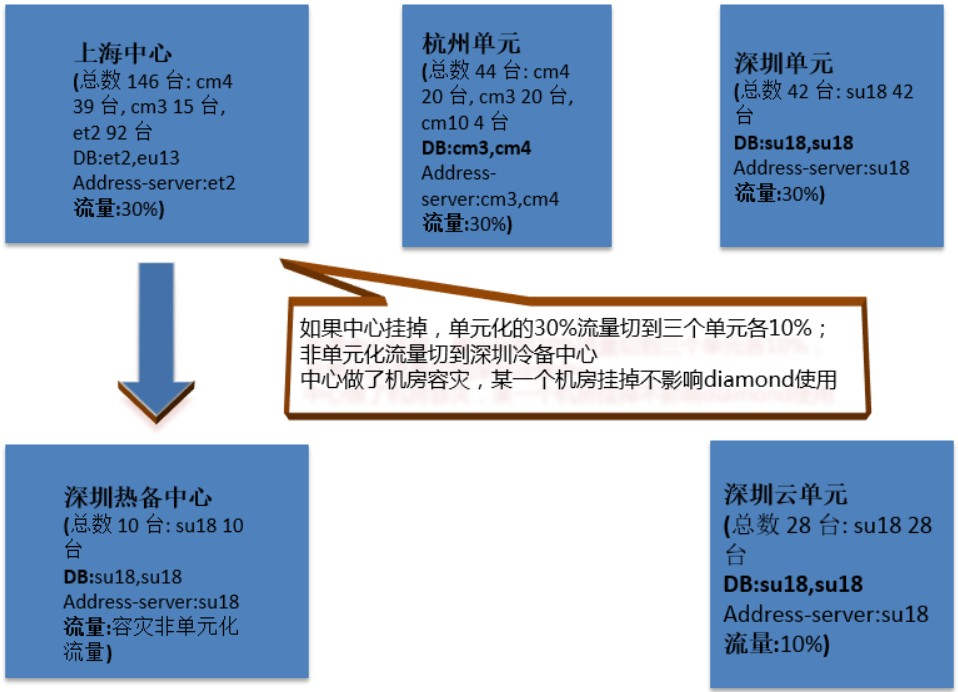 上海中心
(总数 146 台: cm4
39 台, cm3 15 台,
et2 92 台
DB:et2,eu13
Address-server:et2
流量:30%)
杭州单元
(总数 44 台: cm4
20 台, cm3 20 台,
cm10 4 台
DB:cm3,cm4
Address-
server:cm3,cm4
流量:30%)
深圳单元
(总数 42 台: su18 42
台
DB:su18,su18
Address-server:su18
流量:30%)
如果中心挂掉，单元化的30%流量切到三个单元各10%；
非单元化流量切到深圳冷备中心
中心做了机房容灾，某一个机房挂掉不影响diamond使用
深圳热备中心
(总数 10 台: su18 10
台
DB:su18,su18
Address-server:su18
流量:容灾非单元化
流量)
深圳云单元
(总数 28 台: su18 28
台
DB:su18,su18
Address-server:su18
流量:10%)